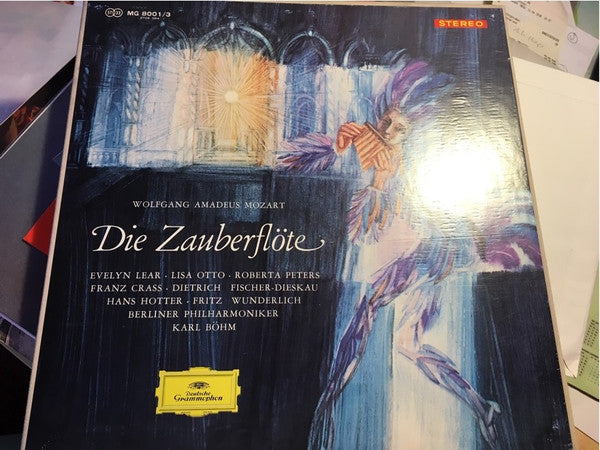 MG 8001/3
STEREO
WOLFGANG AMADEUS MOZART
Die Zauberflöte
EVELYN LEAR · LISA OTTO · ROBERTA PETERS
FRANZ CRASS · DIETRICH FISCHER-DIESKAU
HANS HOTTER · FRITZ WUNDERLICH
BERLINER PHILHARMONIKER
KARL BÖHM
Deutsche
Grammophon